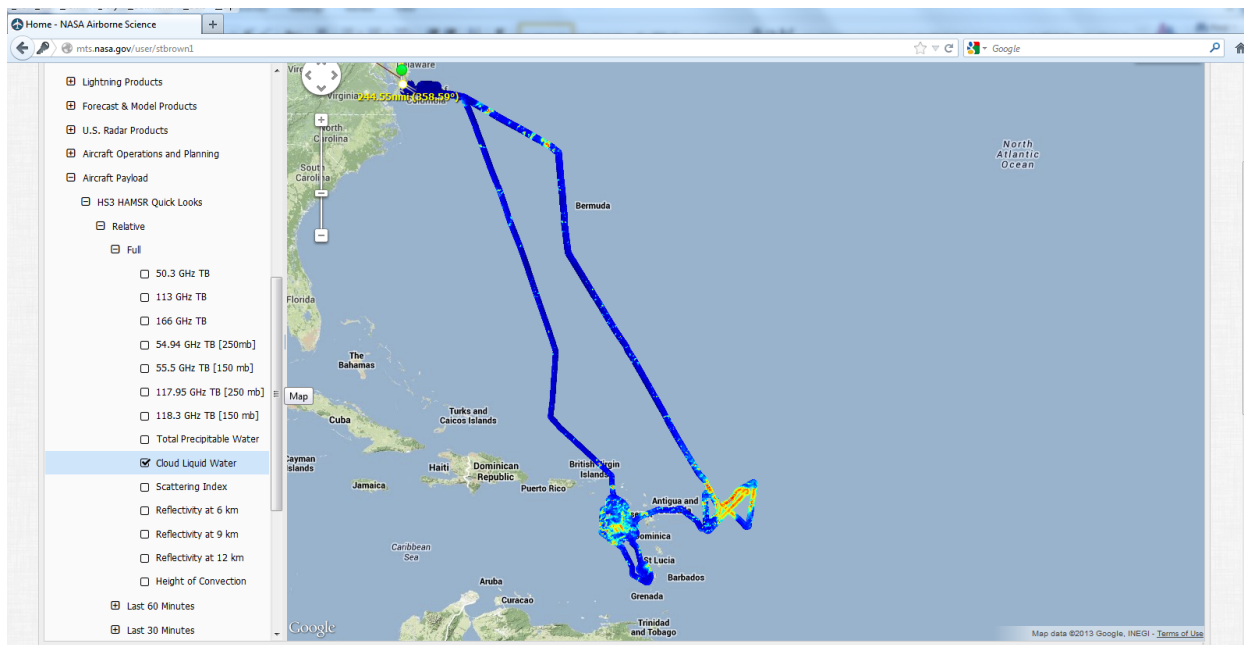 Home - NASA Airborne Science
+
mts.nasa.gov/user/stbrown1
Google
Lightning Products
Forecast & Model Products
U.S. Radar Products
Aircraft Operations and Planning
Aircraft Payload
HS3 HAMSR Quick Looks
Relative
Full
50.3 GHz TB
113 GHz TB
166 GHz TB
54.94 GHz TB [250mb]
55.5 GHz TB [150 mb]
117.95 GHz TB [250 mb]
118.3 GHz TB [150 mb]
Total Precipitable Water
Cloud Liquid Water
Scattering Index
Reflectivity at 6 km
Reflectivity at 9 km
Reflectivity at 12 km
Height of Convection
Last 60 Minutes
Last 30 Minutes
Map
Virginia
244.55nmi (358.59°)
North
Carolina
South
Carolina
Bermuda
North
Atlantic
Ocean
Florida
The
Bahamas
Cuba
Turks and
Caicos Islands
Cayman
Islands
Haiti
Dominican
Republic
Jamaica
Puerto Rico
British Virgin
Islands
Antigua and
Dominica
Caribbean
Sea
St Lucia
Barbados
Aruba
Curacao
Grenada
Trinidad
and Tobago
Google
Map data ©2013 Google, INEGI - Terms of Use